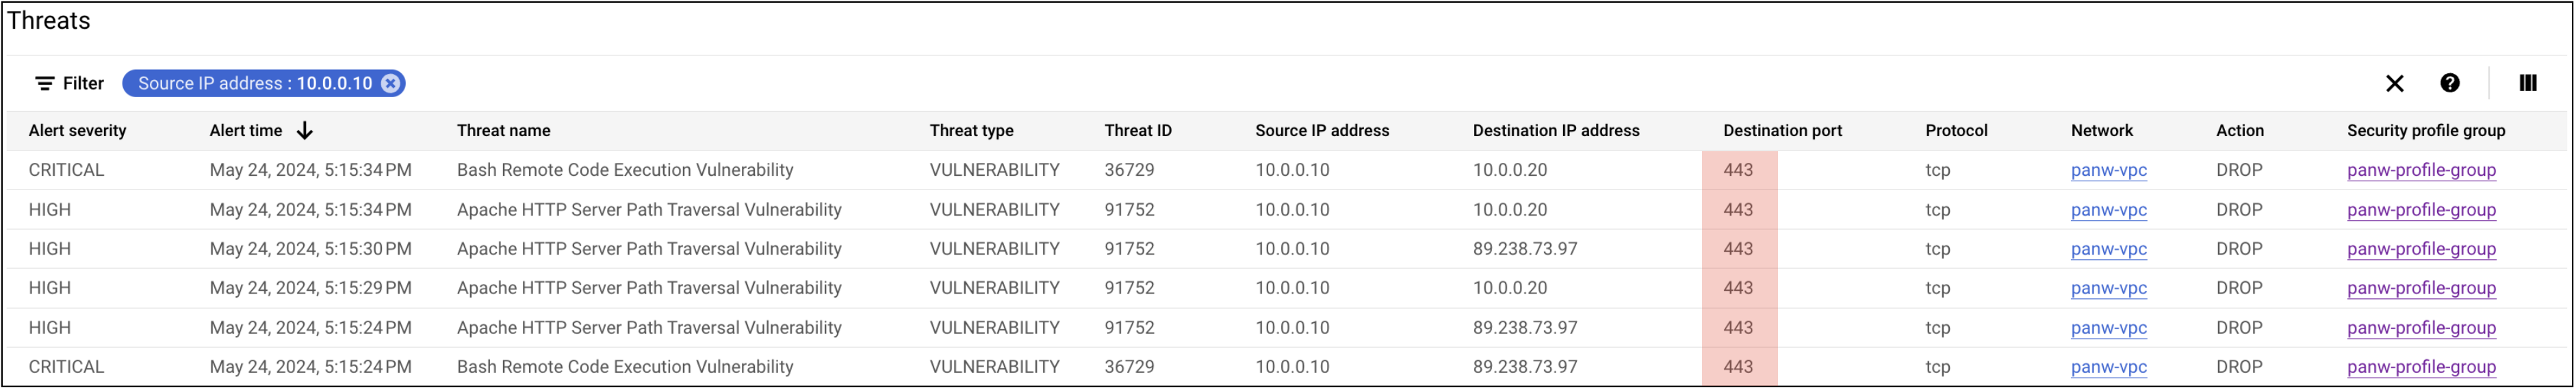 Threats
Filter Source IP address : 10.0.0.10
Alert severity Alert time Threat name Threat type Threat ID Source IP address Destination IP address Destination port Protocol Network Action Security profile group
CRITICAL May 24, 2024, 5:15:34 PM Bash Remote Code Execution Vulnerability VULNERABILITY 36729 10.0.0.10 10.0.0.20 443 tcp panw-vpc DROP panw-profile-group
HIGH May 24, 2024, 5:15:34 PM Apache HTTP Server Path Traversal Vulnerability VULNERABILITY 91752 10.0.0.10 10.0.0.20 443 tcp panw-vpc DROP panw-profile-group
HIGH May 24, 2024, 5:15:30 PM Apache HTTP Server Path Traversal Vulnerability VULNERABILITY 91752 10.0.0.10 89.238.73.97 443 tcp panw-vpc DROP panw-profile-group
HIGH May 24, 2024, 5:15:29 PM Apache HTTP Server Path Traversal Vulnerability VULNERABILITY 91752 10.0.0.10 10.0.0.20 443 tcp panw-vpc DROP panw-profile-group
HIGH May 24, 2024, 5:15:24 PM Apache HTTP Server Path Traversal Vulnerability VULNERABILITY 91752 10.0.0.10 89.238.73.97 443 tcp panw-vpc DROP panw-profile-group
CRITICAL May 24, 2024, 5:15:24 PM Bash Remote Code Execution Vulnerability VULNERABILITY 36729 10.0.0.10 89.238.73.97 443 tcp panw-vpc DROP panw-profile-group